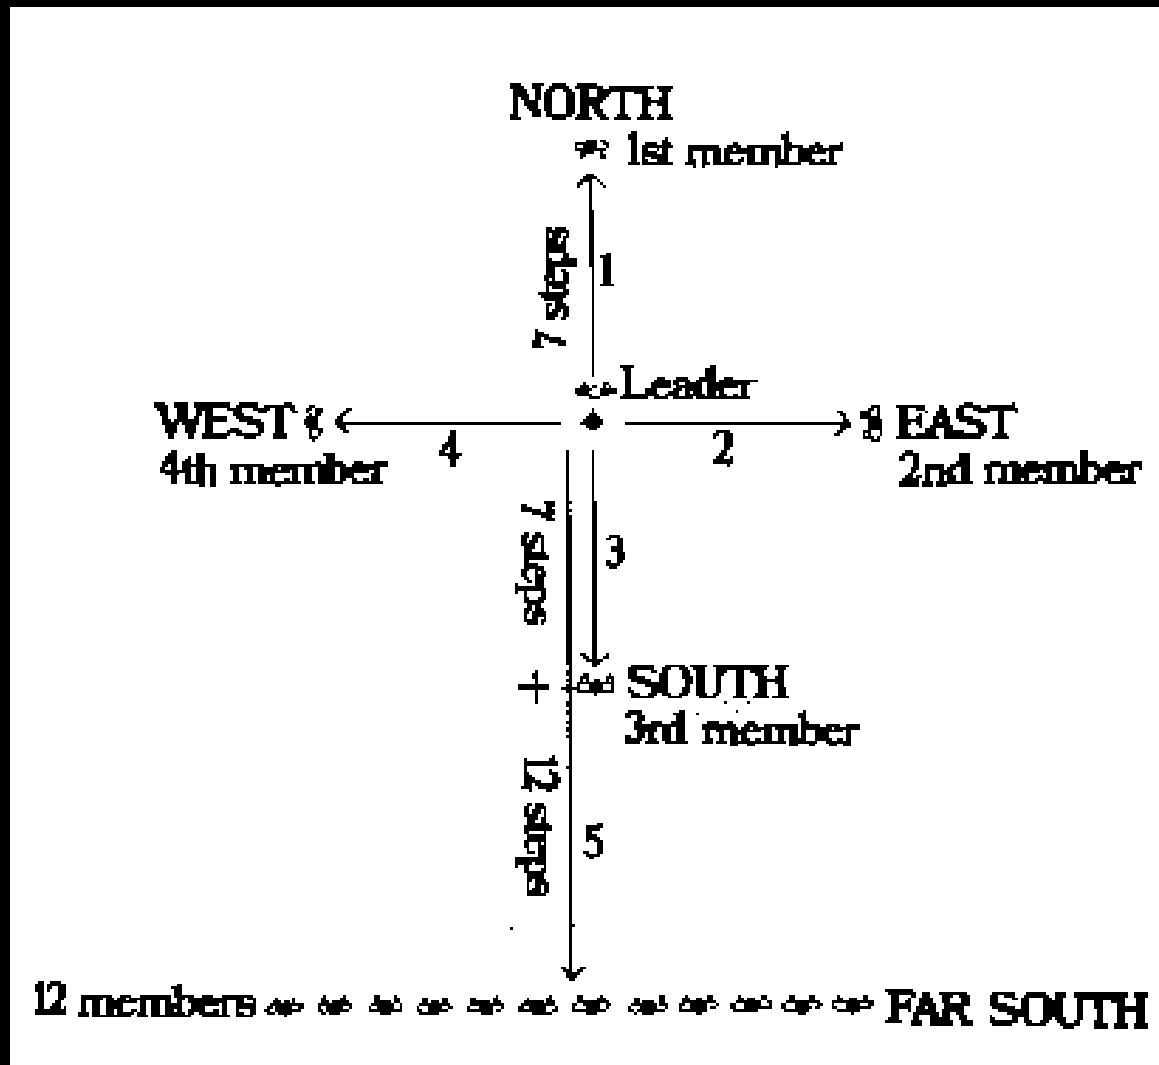 NORTH
1st member
7 steps
1
Leader
WEST
EAST
4th member
4
2
2nd member
7 steps
3
+
SOUTH
3rd member
12 steps
5
12 members
FAR SOUTH